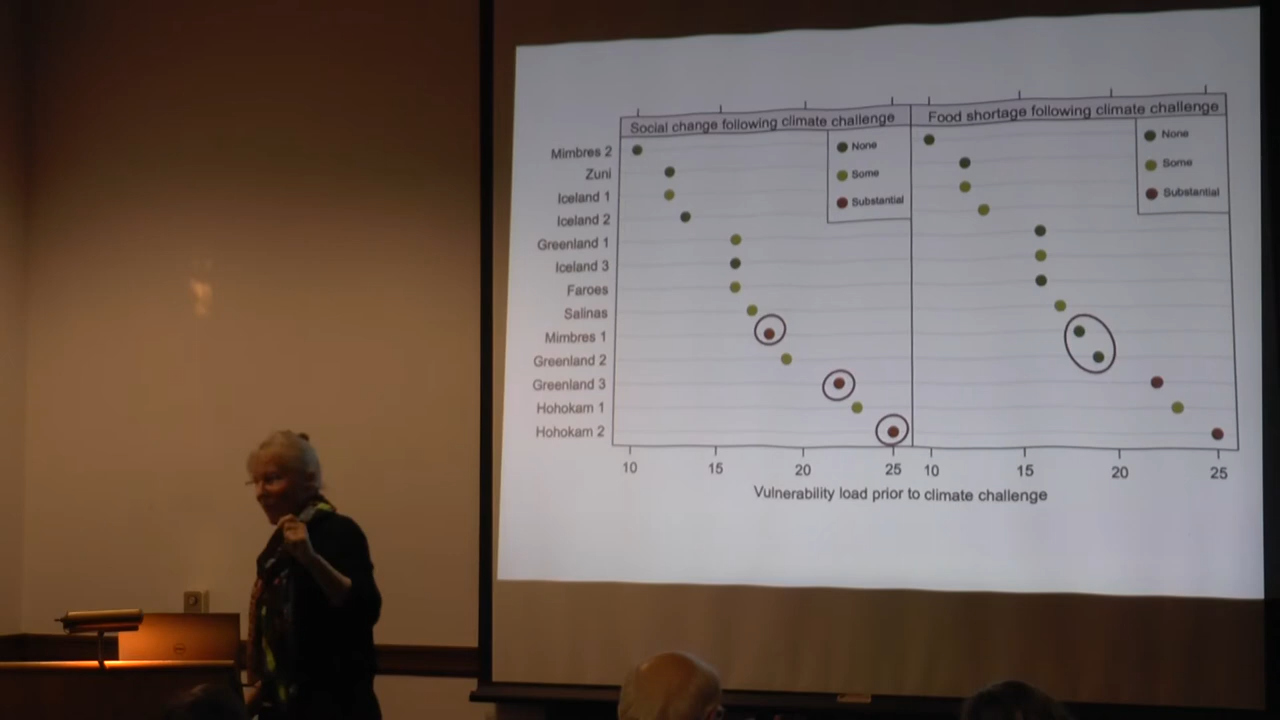 Social change following climate challenge
Food shortage following climate challenge
None
Some
Substantial
None
Some
Substantial
Mimbres 2
Zuni
Iceland 1
Iceland 2
Greenland 1
Iceland 3
Faroes
Salinas
Mimbres 1
Greenland 2
Greenland 3
Hohokam 1
Hohokam 2
10 15 20 25 10 15 20 25
Vulnerability load prior to climate challenge